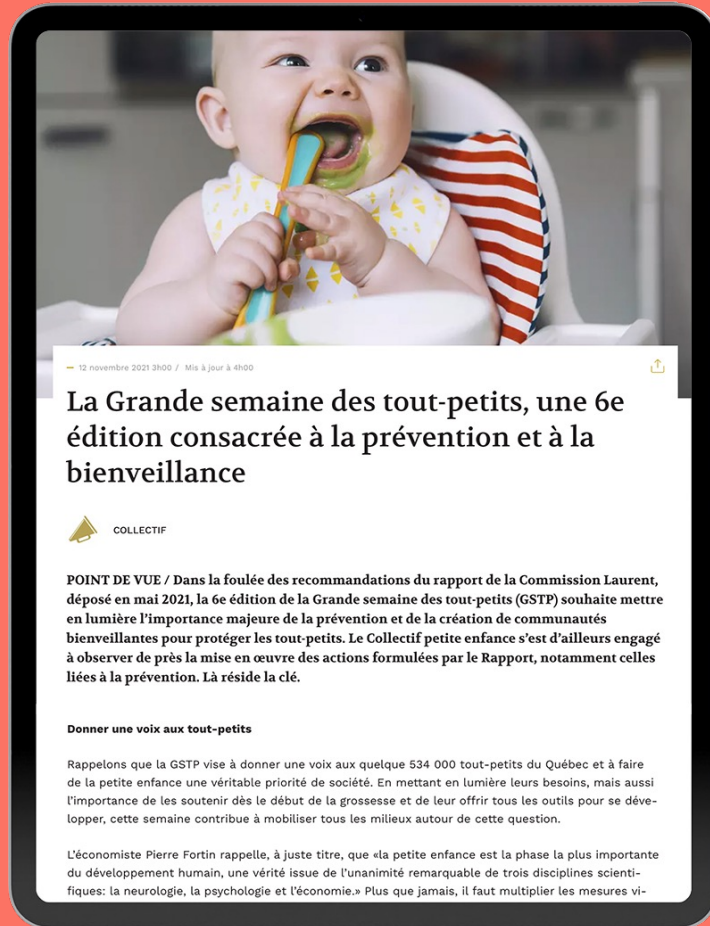 12 novembre 2021 3h00 / Mis à jour à 4h00
La Grande semaine des tout-petits, une 6e
édition consacrée à la prévention et à la
bienveillance
COLLECTIF
POINT DE VUE / Dans la foulée des recommandations du rapport de la Commission Laurent,
déposé en mai 2021, la 6e édition de la Grande semaine des tout-petits (GSTP) souhaite mettre
en lumière l’importance majeure de la prévention et de la création de communautés
bienveillantes pour protéger les tout-petits. Le Collectif petite enfance s’est d’ailleurs engagé
à observer de près la mise en œuvre des actions formulées par le Rapport, notamment celles
liées à la prévention. Là réside la clé.
Donner une voix aux tout-petits
Rappelons que la GSTP vise à donner une voix aux quelque 534 000 tout-petits du Québec et à faire
de la petite enfance une véritable priorité de société. En mettant en lumière leurs besoins, mais aussi
l’importance de les soutenir dès le début de la grossesse et de leur offrir tous les outils pour se déve-
lopper, cette semaine contribue à mobiliser tous les milieux autour de cette question.
L’économiste Pierre Fortin rappelle, à juste titre, que «la petite enfance est la phase la plus importante
du développement humain, une vérité issue de l’unanimité remarquable de trois disciplines scienti-
fiques: la neurologie, la psychologie et l’économie.» Plus que jamais, il faut multiplier les mesures vi-